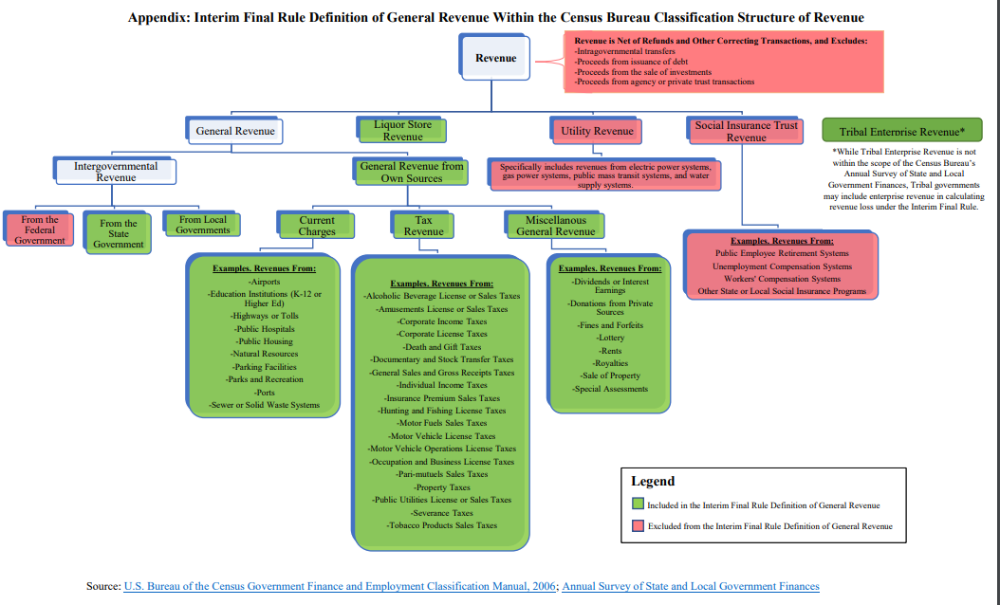 Appendix: Interim Final Rule Definition of General Revenue Within the Census Bureau Classification Structure of Revenue
Revenue
Revenue is Net of Refunds and Other Correcting Transactions, and Excludes:
-Intragovernmental transfers
-Proceeds from issuance of debt
-Proceeds from the sale of investments
-Proceeds from agency or private trust transactions
General Revenue
Liquor Store
Revenue
Utility Revenue
Social Insurance Trust
Revenue
Tribal Enterprise Revenue*
*While Tribal Enterprise Revenue is not
within the scope of the Census Bureau's
Annual Survey of State and Local
Government Finances, Tribal governments
may include enterprise revenue in calculating
revenue loss under the Interim Final Rule.
Intergovernmental
Revenue
General Revenue from
Own Sources
Specifically includes revenues from electric power systems,
gas power systems, public mass transit systems, and water
supply systems.
From the
Federal
Government
From the
State
Government
From Local
Governments
Current
Charges
Tax
Revenue
Miscellanous
General Revenue
Examples, Revenues From:
-Airports
-Education Institutions (K-12 or
Higher Ed)
-Highways or Tolls
-Public Hospitals
-Public Housing
-Natural Resources
-Parking Facilities
-Parks and Recreation
-Ports
-Sewer or Solid Waste Systems
Examples, Revenues From:
-Alcoholic Beverage License or Sales Taxes
-Amusements License or Sales Taxes
-Corporate Income Taxes
-Corporate License Taxes
-Death and Gift Taxes
-Documentary and Stock Transfer Taxes
-General Sales and Gross Receipts Taxes
-Individual Income Taxes
-Insurance Premium Sales Taxes
-Hunting and Fishing License Taxes
-Motor Fuels Sales Taxes
-Motor Vehicle License Taxes
-Motor Vehicle Operations License Taxes
-Occupation and Business License Taxes
-Pari-mutuels Sales Taxes
-Property Taxes
-Public Utilities License or Sales Taxes
-Severance Taxes
-Tobacco Products Sales Taxes
Examples, Revenues From:
-Dividends or Interest
Earnings
-Donations from Private
Sources
-Fines and Forfeits
-Lottery
-Rents
-Royalties
-Sale of Property
-Special Assessments
Examples, Revenues From:
Public Employee Retirement Systems
Unemployment Compensation Systems
Workers' Compensation Systems
Other State or Local Social Insurance Programs
Legend
Included in the Interim Final Rule Definition of General Revenue
Excluded from the Interim Final Rule Definition of General Revenue
Source: U.S. Bureau of the Census Government Finance and Employment Classification Manual, 2006; Annual Survey of State and Local Government Finances